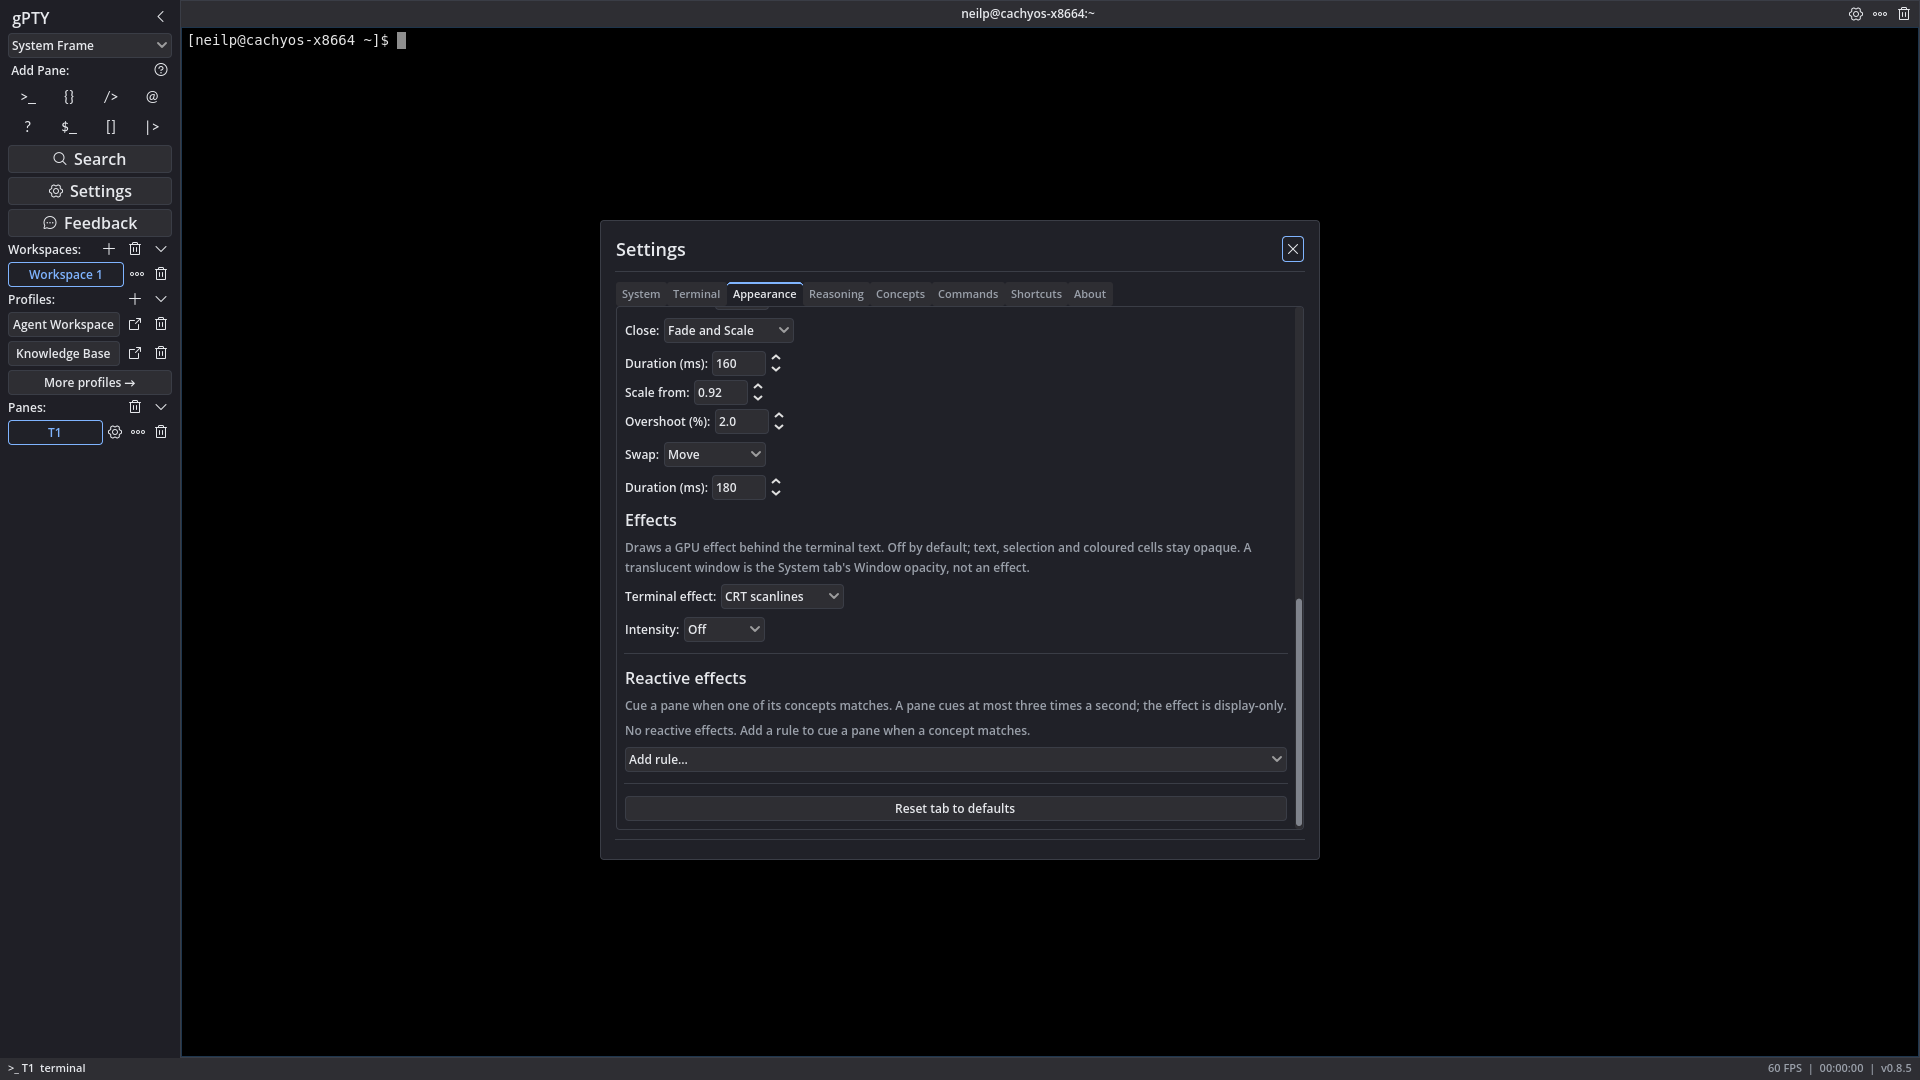 gPTY
neilp@cachyos-x8664:~
System Frame
Add Pane:
>_ {} /> @
? $_ [] |>
Search
Settings
Feedback
Workspaces:
Workspace 1
Profiles:
Agent Workspace
Knowledge Base
More profiles →
Panes:
T1
[neilp@cachyos-x8664 ~]$
Settings
System Terminal Appearance Reasoning Concepts Commands Shortcuts About
Close: Fade and Scale
Duration (ms): 160
Scale from: 0.92
Overshoot (%): 2.0
Swap: Move
Duration (ms): 180
Effects
Draws a GPU effect behind the terminal text. Off by default; text, selection and coloured cells stay opaque. A
translucent window is the System tab's Window opacity, not an effect.
Terminal effect: CRT scanlines
Intensity: Off
Reactive effects
Cue a pane when one of its concepts matches. A pane cues at most three times a second; the effect is display-only.
No reactive effects. Add a rule to cue a pane when a concept matches.
Add rule...
Reset tab to defaults
>_ T1 terminal
60 FPS | 00:00:00 | v0.8.5